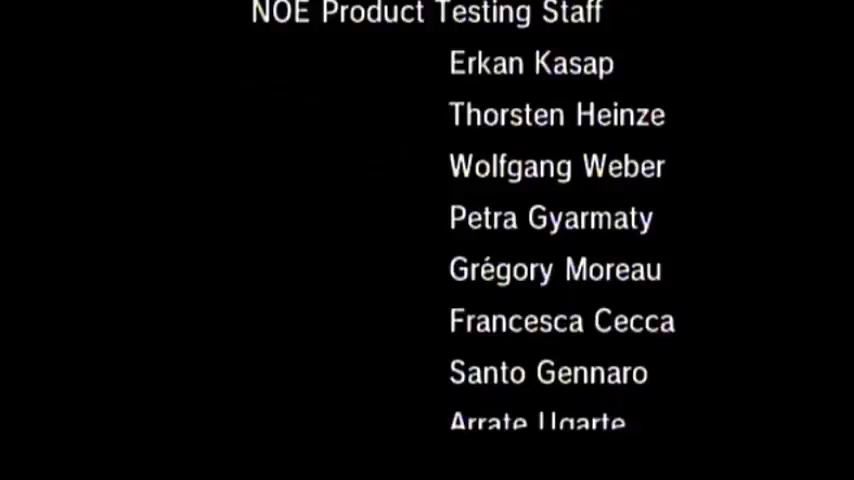 NOE Product Testing Staff
Erkan Kasap
Thorsten Heinze
Wolfgang Weber
Petra Gyarmaty
Grégory Moreau
Francesca Cecca
Santo Gennaro
Arrate Ugarte